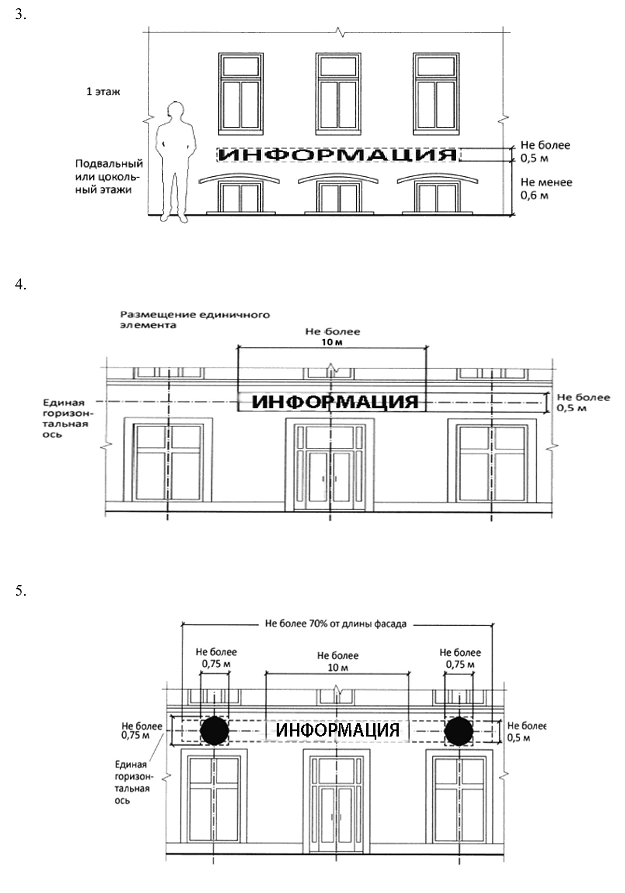 3.
1 этаж
Подвальный
или цоколь-
ный этажи
ИНФОРМАЦИЯ
Не более
0,5 м
Не менее
0,6 м
4.
Размещение единичного
элемента
Не более
10 м
Единая
горизон-
тальная
ось
ИНФОРМАЦИЯ
Не более
0,5 м
5.
Не более 70% от длины фасада
Не более
0,75 м
Не более
10 м
Не более
0,75 м
Не более
0,75 м
ИНФОРМАЦИЯ
Не более
0,5 м
Единая
горизон-
тальная
ось